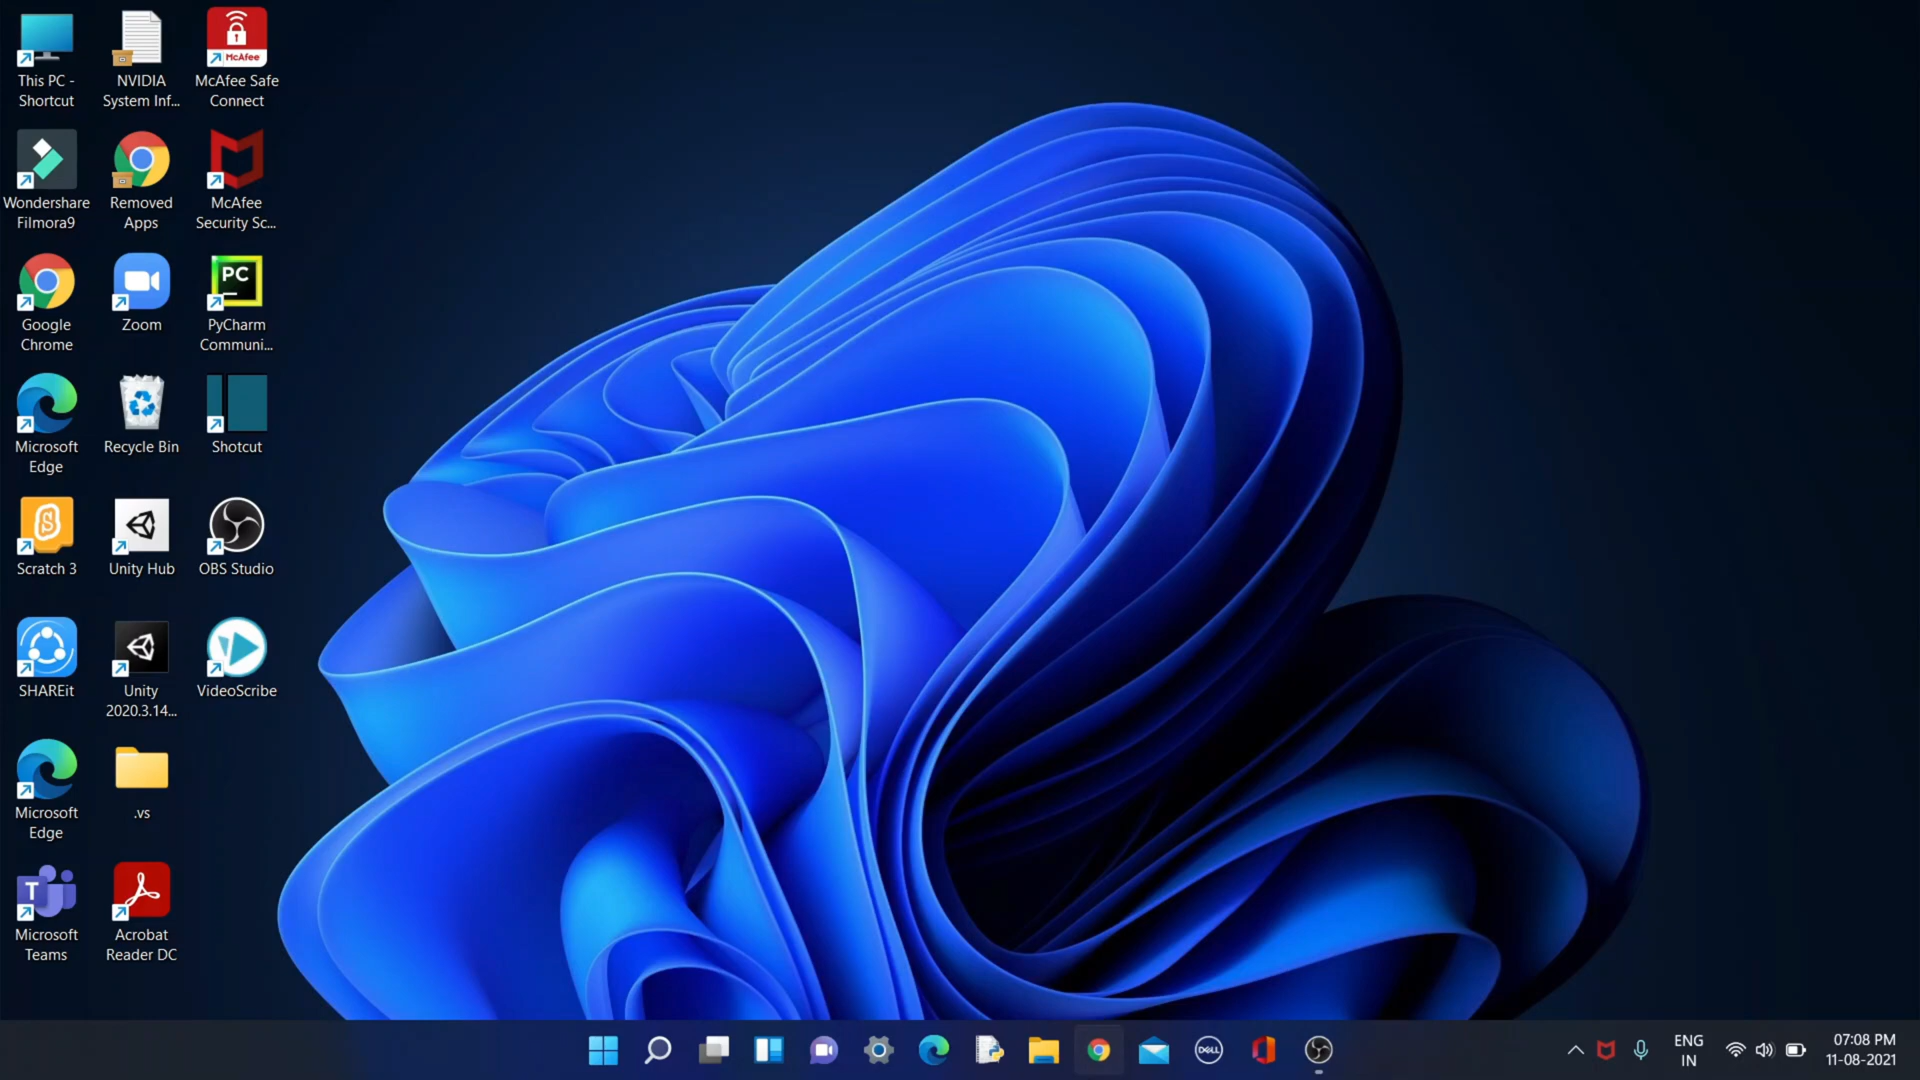 This PC -
Shortcut
NVIDIA
System Inf...
McAfee
McAfee Safe
Connect
Wondershare
Filmora9
Removed
Apps
McAfee
Security Sc...
Google
Chrome
Zoom
PC
PyCharm
Communi...
Microsoft
Edge
Recycle Bin
Shotcut
S
Scratch 3
Unity Hub
OBS Studio
SHAREit
Unity
2020.3.14...
VideoScribe
Microsoft
Edge
.vs
T
Microsoft
Teams
Acrobat
Reader DC
DELL
ENG
IN
07:08 PM
11-08-2021